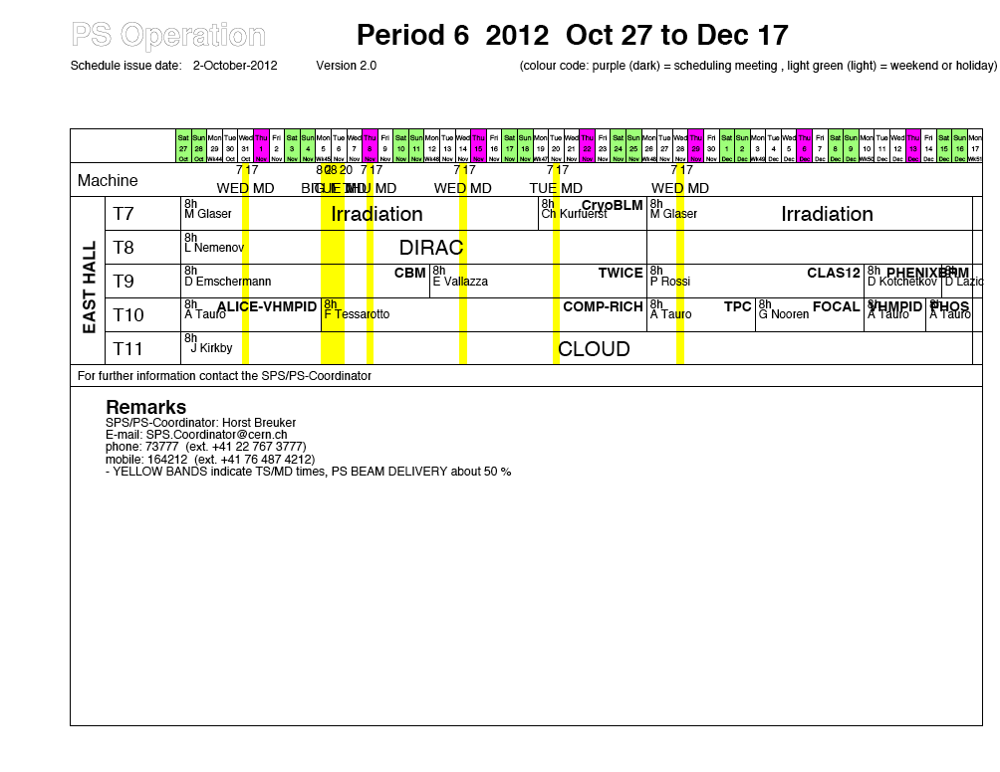 PS Operation Period 6 2012 Oct 27 to Dec 17
Schedule issue date: 2-October-2012 Version 2.0 (colour code: purple (dark) = scheduling meeting , light green (light) = weekend or holiday)
Sat Sun Mon Tue Wed Thu Fri Sat Sun Mon Tue Wed Thu Fri Sat Sun Mon Tue Wed Thu Fri Sat Sun Mon Tue Wed Thu Fri Sat Sun Mon Tue Wed Thu Fri Sat Sun Mon Tue Wed Thu Fri Sat Sun Mon Tue Wed Thu Fri Sat Sun Mon
27 28 29 30 31 1 2 3 4 5 6 7 8 9 10 11 12 13 14 15 16 17 18 19 20 21 22 23 24 25 26 27 28 29 30 1 2 3 4 5 6 7 8 9 10 11 12 13 14 15 16 17
Oct Oct Wk44 Oct Oct Nov Nov Nov Nov Wk45 Nov Nov Nov Nov Nov Nov Wk46 Nov Nov Nov Nov Nov Nov Wk47 Nov Nov Nov Nov Nov Nov Wk48 Nov Nov Nov Nov Dec Dec Wk49 Dec Dec Dec Dec Dec Dec Wk50 Dec Dec Dec Dec Dec Dec Wk51
7 17 20 7 17 7 17 7 17 7 17
Machine
WED MD THU MD WED MD TUE MD WED MD
EAST HALL
T7 8h M Glaser Irradiation 8h Ch Kurfuerst CryoBLM 8h M Glaser Irradiation
T8 8h L Nemenov DIRAC
T9 8h D Emschermann CBM 8h E Vallazza TWICE 8h P Rossi CLAS12 8h D Kotchetkov PHENIX 8h D Lazic
T10 8h A Tauro ALICE-VHMPID 8h F Tessarotto COMP-RICH 8h A Tauro TPC 8h G Nooren FOCAL 8h A Tauro VHMPID 8h A Tauro PHOS
T11 8h J Kirkby CLOUD
For further information contact the SPS/PS-Coordinator
Remarks
SPS/PS-Coordinator: Horst Breuker
E-mail: SPS.Coordinator@cern.ch
phone: 73777 (ext. +41 22 767 3777)
mobile: 164212 (ext. +41 76 487 4212)
- YELLOW BANDS indicate TS/MD times, PS BEAM DELIVERY about 50 %